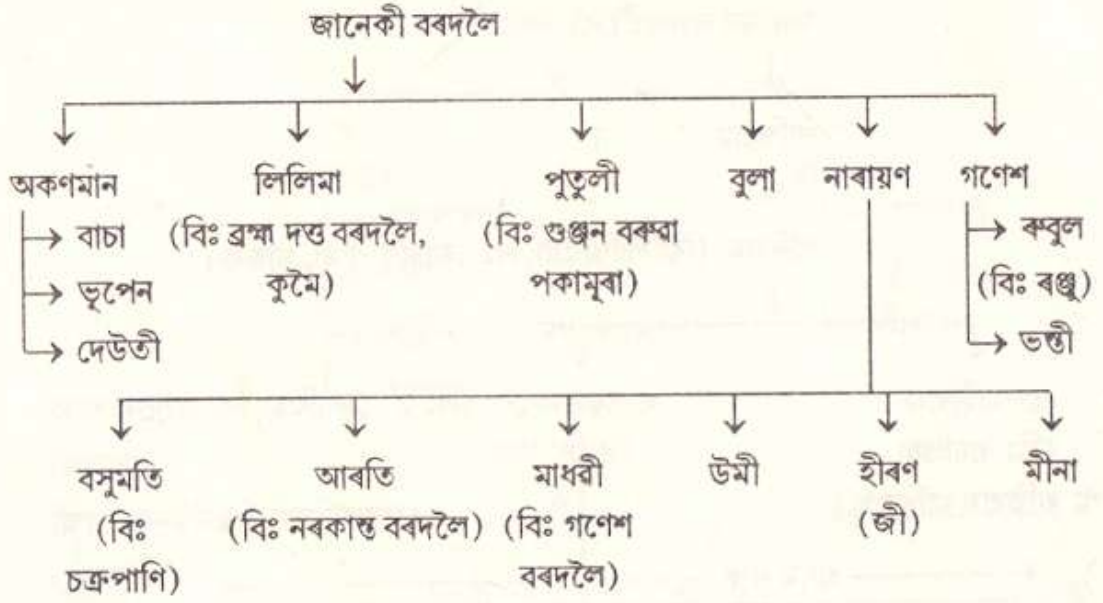 জানেকী বৰদলৈ
অকণমান লিলিমা পুতুলী বুলা নাৰায়ণ গণেশ
বাচা (বিঃ ব্ৰহ্মা দত্ত বৰদলৈ, (বিঃ গুঞ্জন বৰুৱা ৰুবুল
ভূপেন কুমৈ) পকামূৰা) (বিঃ ৰঞ্জু)
দেউতী ভন্তী
বসুমতি আৰতি মাধৱী উমী হীৰণ মীনা
(বিঃ (বিঃ নৰকান্ত বৰদলৈ) (বিঃ গণেশ (জী)
চক্ৰপাণি) বৰদলৈ)